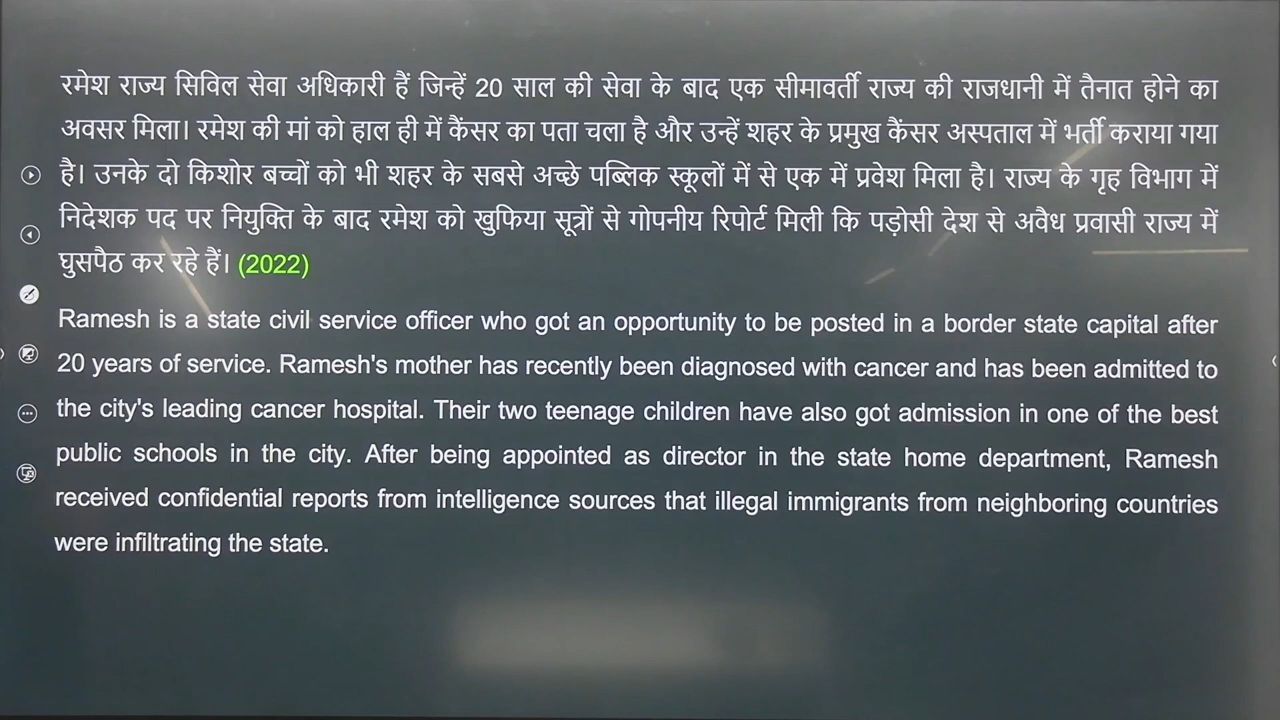 रमेश राज्य सिविल सेवा अधिकारी हैं जिन्हें 20 साल की सेवा के बाद एक सीमावर्ती राज्य की राजधानी में तैनात होने का
अवसर मिला। रमेश की मां को हाल ही में कैंसर का पता चला है और उन्हें शहर के प्रमुख कैंसर अस्पताल में भर्ती कराया गया
है। उनके दो किशोर बच्चों को भी शहर के सबसे अच्छे पब्लिक स्कूलों में से एक में प्रवेश मिला है। राज्य के गृह विभाग में
निदेशक पद पर नियुक्ति के बाद रमेश को खुफिया सूत्रों से गोपनीय रिपोर्ट मिली कि पड़ोसी देश से अवैध प्रवासी राज्य में
घुसपैठ कर रहे हैं। (2022)
Ramesh is a state civil service officer who got an opportunity to be posted in a border state capital after
20 years of service. Ramesh's mother has recently been diagnosed with cancer and has been admitted to
the city's leading cancer hospital. Their two teenage children have also got admission in one of the best
public schools in the city. After being appointed as director in the state home department, Ramesh
received confidential reports from intelligence sources that illegal immigrants from neighboring countries
were infiltrating the state.